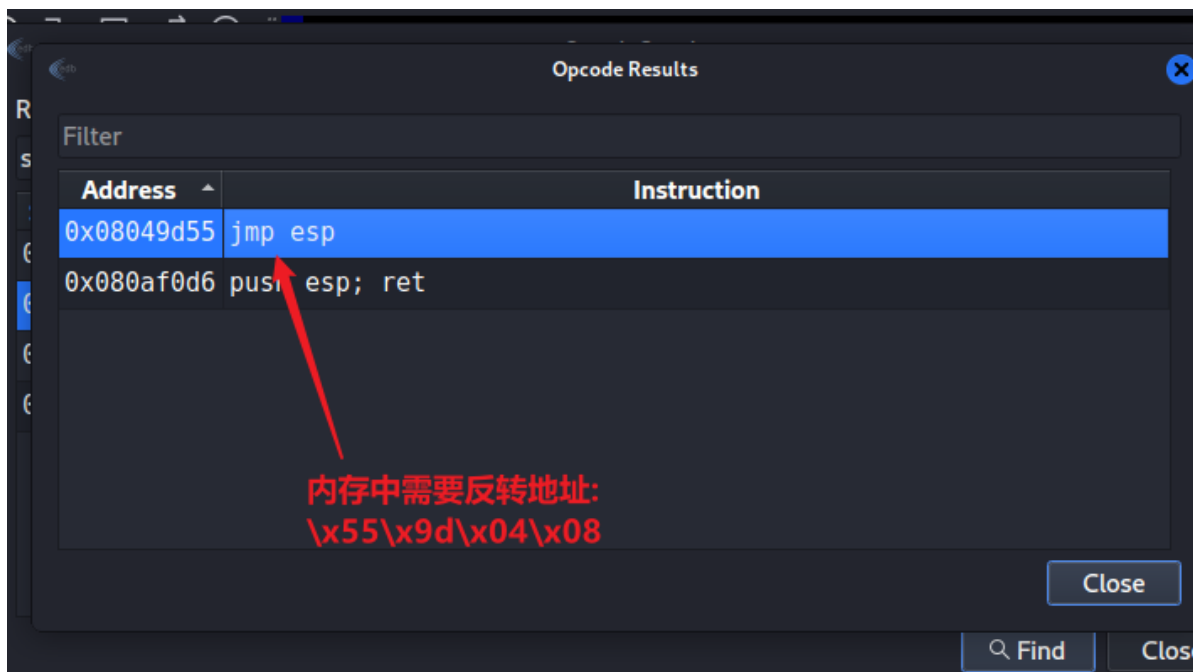 Opcode Results
R
Filter
s
Address
Instruction
0x08049d55 jmp esp
0x080af0d6 push esp; ret
内存中需要反转地址:
\x55\x9d\x04\x08
Close
Find
Clos